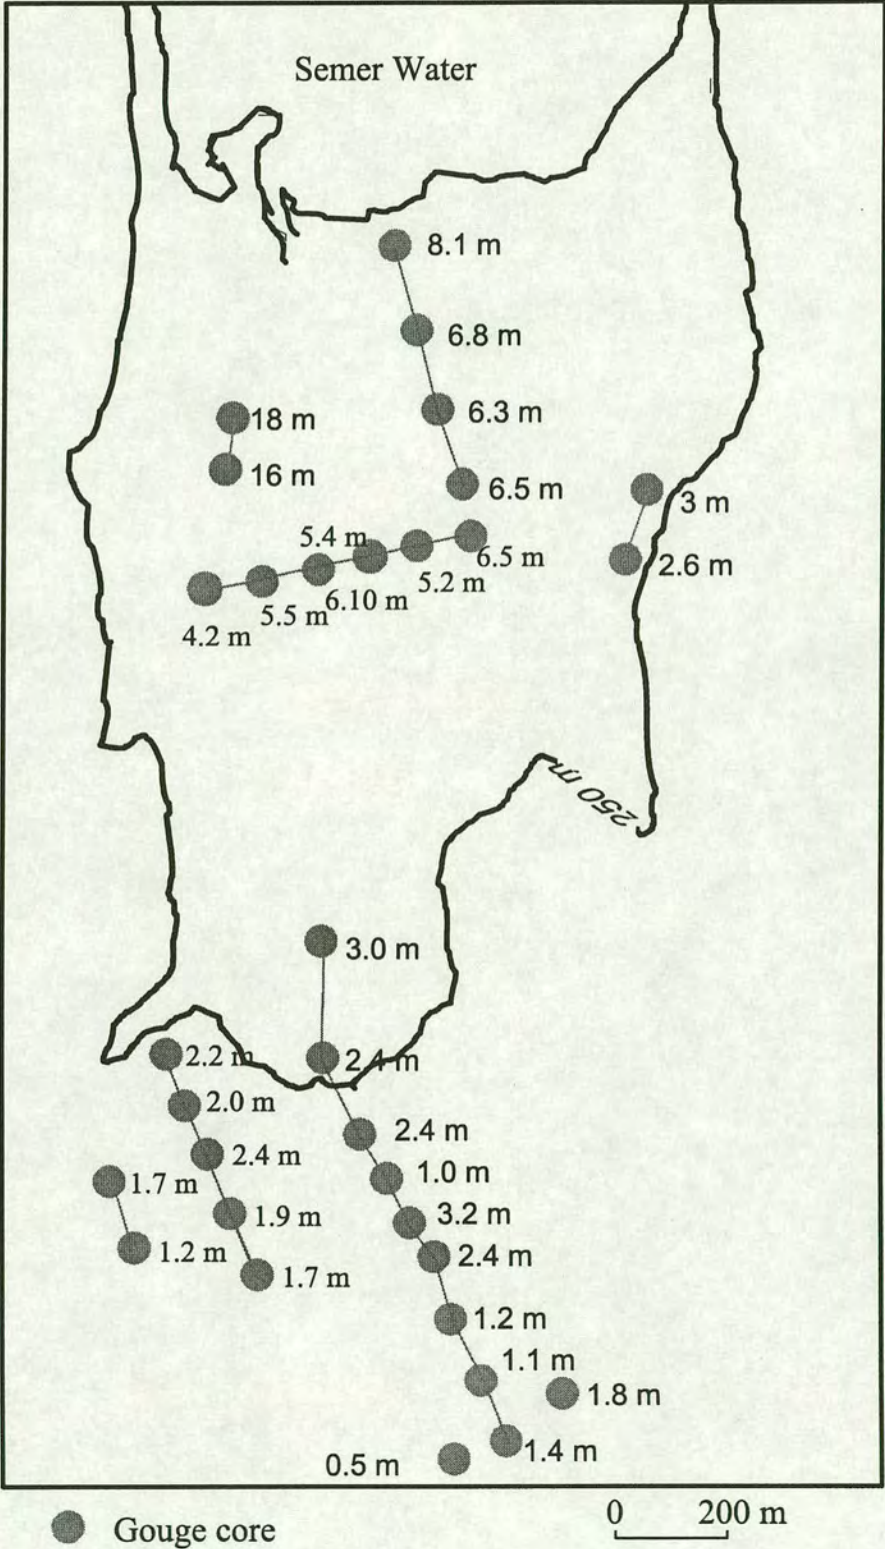 Semer Water
8.1 m
6.8 m
18 m
6.3 m
16 m
6.5 m
3 m
5.4 m
6.5 m
2.6 m
5.2 m
6.10 m
5.5 m
4.2 m
250 m
3.0 m
2.2 m
2.4 m
2.0 m
2.4 m
2.4 m
1.0 m
1.7 m
1.9 m
3.2 m
1.2 m
2.4 m
1.7 m
1.2 m
1.1 m
1.8 m
1.4 m
0.5 m
Gouge core
0 200 m